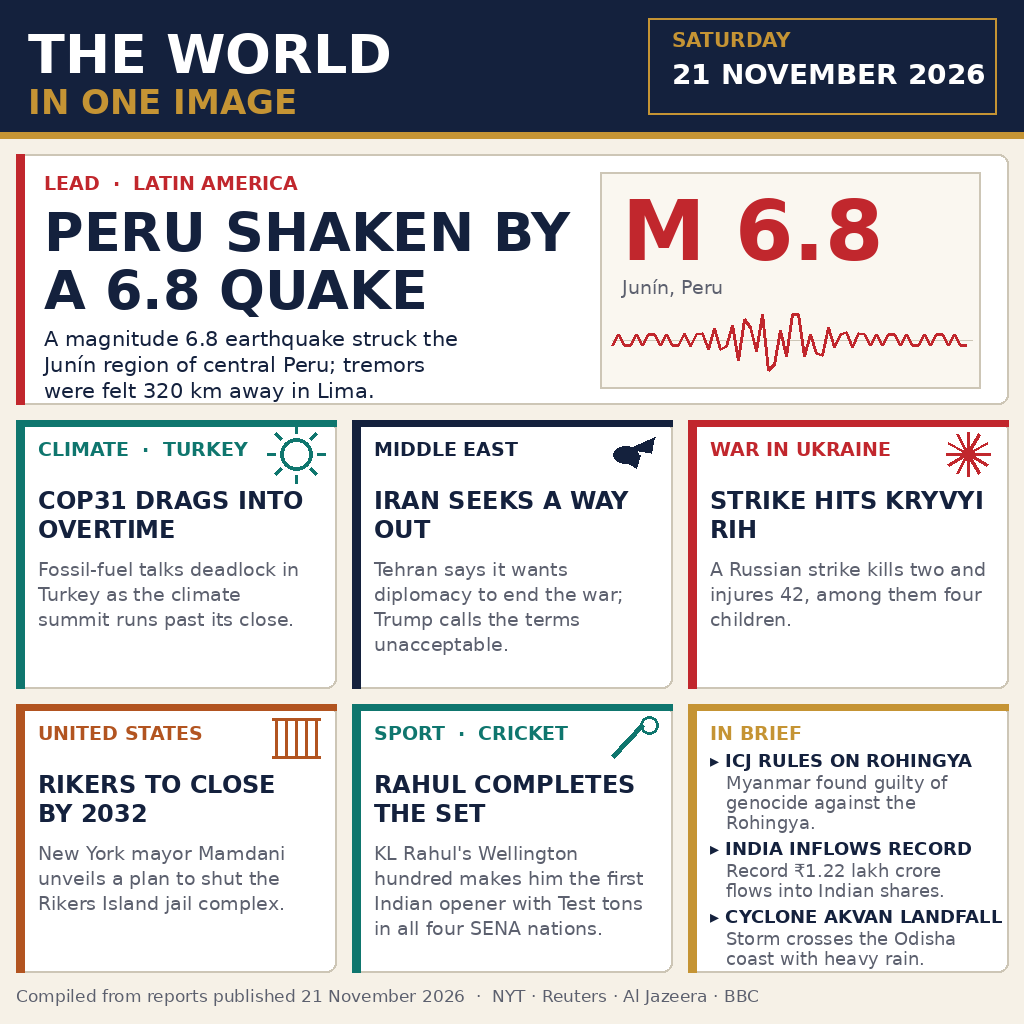 THE WORLD
IN ONE IMAGE
SATURDAY
21 NOVEMBER 2026
LEAD · LATIN AMERICA
PERU SHAKEN BY
A 6.8 QUAKE
A magnitude 6.8 earthquake struck the
Junín region of central Peru; tremors
were felt 320 km away in Lima.
M 6.8
Junín, Peru
CLIMATE · TURKEY
COP31 DRAGS INTO
OVERTIME
Fossil-fuel talks deadlock in
Turkey as the climate
summit runs past its close.
MIDDLE EAST
IRAN SEEKS A WAY
OUT
Tehran says it wants
diplomacy to end the war;
Trump calls the terms
unacceptable.
WAR IN UKRAINE
STRIKE HITS KRYVYI
RIH
A Russian strike kills two and
injures 42, among them four
children.
UNITED STATES
RIKERS TO CLOSE
BY 2032
New York mayor Mamdani
unveils a plan to shut the
Rikers Island jail complex.
SPORT · CRICKET
RAHUL COMPLETES
THE SET
KL Rahul's Wellington
hundred makes him the first
Indian opener with Test tons
in all four SENA nations.
IN BRIEF
▸ ICJ RULES ON ROHINGYA
Myanmar found guilty of
genocide against the
Rohingya.
▸ INDIA INFLOWS RECORD
Record ₹1.22 lakh crore
flows into Indian shares.
▸ CYCLONE AKVAN LANDFALL
Storm crosses the Odisha
coast with heavy rain.
Compiled from reports published 21 November 2026 · NYT · Reuters · Al Jazeera · BBC